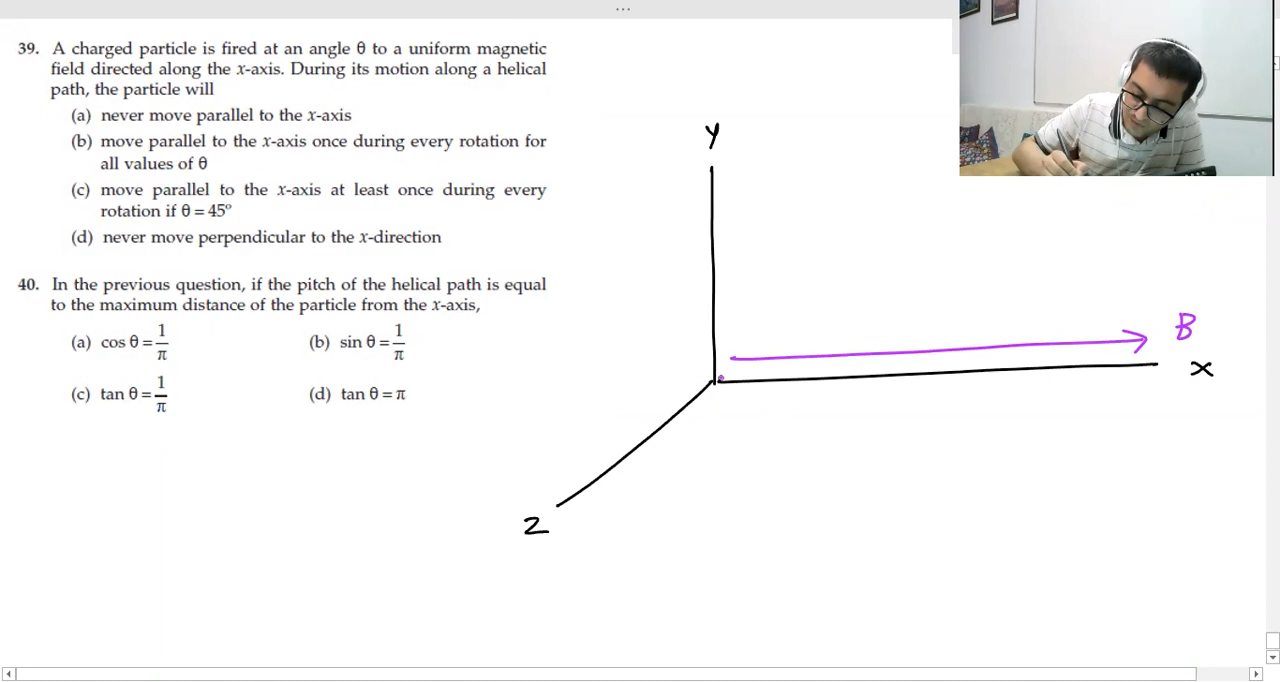 39. A charged particle is fired at an angle θ to a uniform magnetic
field directed along the x-axis. During its motion along a helical
path, the particle will
(a) never move parallel to the x-axis
(b) move parallel to the x-axis once during every rotation for
all values of θ
(c) move parallel to the x-axis at least once during every
rotation if θ = 45°
(d) never move perpendicular to the x-direction
40. In the previous question, if the pitch of the helical path is equal
to the maximum distance of the particle from the x-axis,
(a) cos θ = 1/π (b) sin θ = 1/π
(c) tan θ = 1/π (d) tan θ = π
Y
B
X
Z